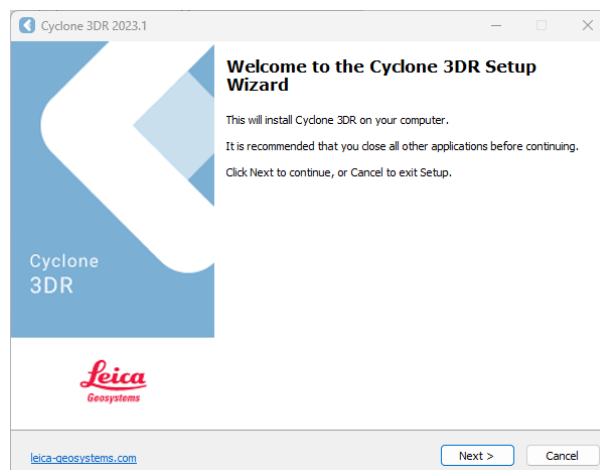 Cyclone 3DR 2023.1
Welcome to the Cyclone 3DR Setup
Wizard
This will install Cyclone 3DR on your computer.
It is recommended that you close all other applications before continuing.
Click Next to continue, or Cancel to exit Setup.
Cyclone
3DR
Leica
Geosystems
leica-geosystems.com
Next >
Cancel